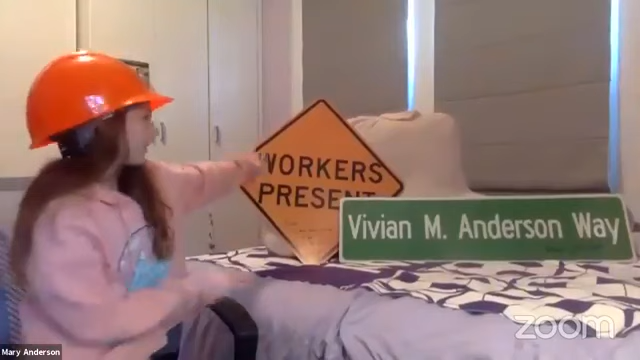 WORKERS
PRESENT
Vivian M. Anderson Way
zoom
Mary Anderson